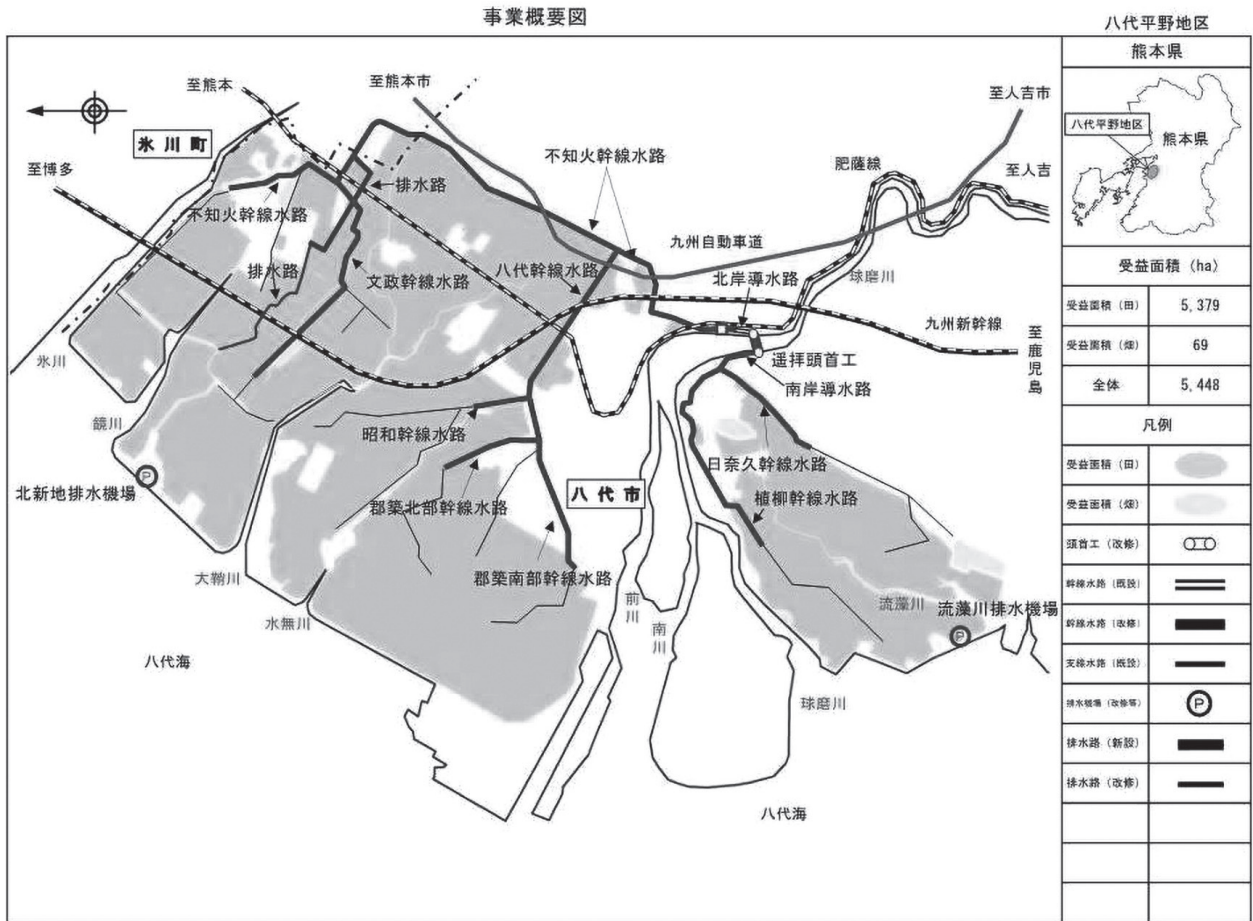 事業概要図
八代平野地区
熊本県
至熊本
至熊本市
至人吉市
氷川町
至博多
不知火幹線水路
肥薩線
至人吉
排水路
不知火幹線水路
九州自動車道
排水路
文政幹線水路
八代幹線水路
北岸導水路
球磨川
九州新幹線
至鹿児島
氷川
遥拝頭首工
南岸導水路
鏡川
昭和幹線水路
日奈久幹線水路
北新地排水機場
P
郡築北部幹線水路
八代市
植柳幹線水路
大鞘川
郡築南部幹線水路
前川
流藻川
流藻川排水機場
P
水無川
南川
八代海
球磨川
八代海
八代平野地区
熊本県
受益面積（ha）
受益面積（田） 5,379
受益面積（畑） 69
全体 5,448
凡例
受益面積（田）
受益面積（畑）
頭首工（改修）
幹線水路（既設）
幹線水路（改修）
支線水路（既設）
排水機場（改修等） P
排水路（新設）
排水路（改修）